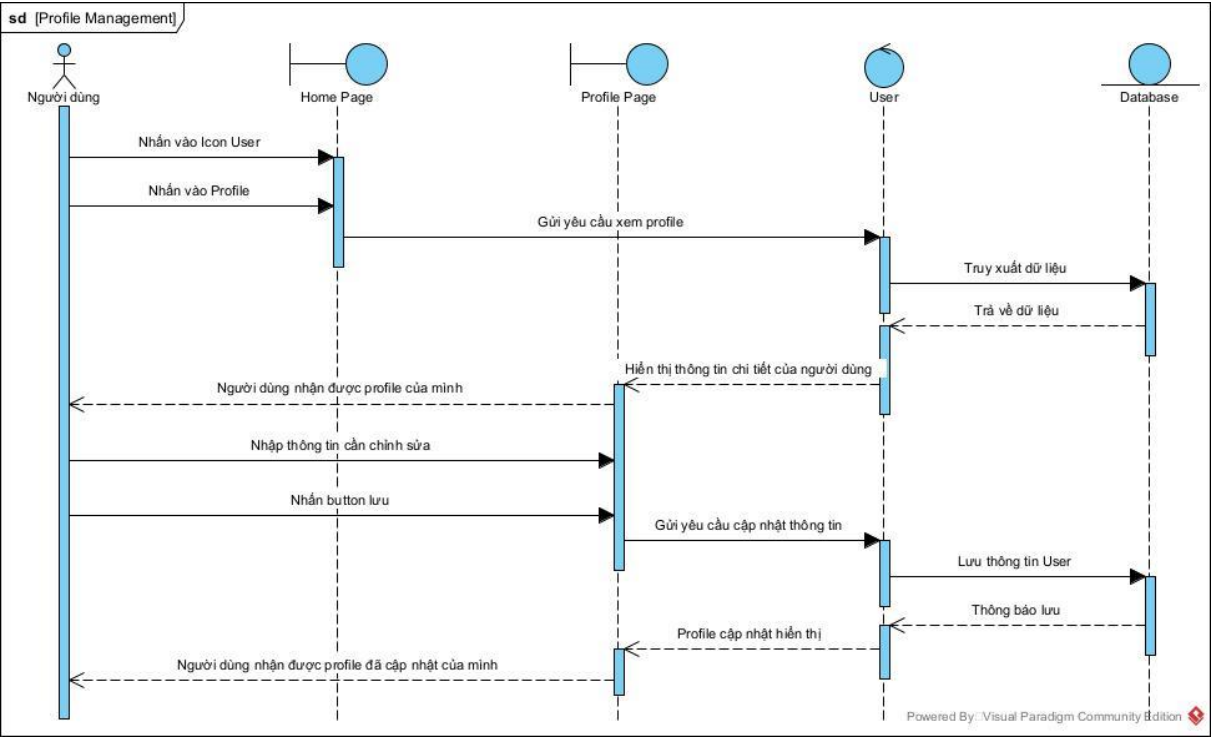 sd [Profile Management]
Người dùng
Home Page
Profile Page
User
Database
Nhấn vào Icon User
Nhấn vào Profile
Gửi yêu cầu xem profile
Truy xuất dữ liệu
Trả về dữ liệu
Hiển thị thông tin chi tiết của người dùng
Người dùng nhận được profile của mình
Nhập thông tin cần chỉnh sửa
Nhấn button lưu
Gửi yêu cầu cập nhật thông tin
Lưu thông tin User
Thông báo lưu
Profile cập nhật hiển thị
Người dùng nhận được profile đã cập nhật của mình
Powered By Visual Paradigm Community Edition